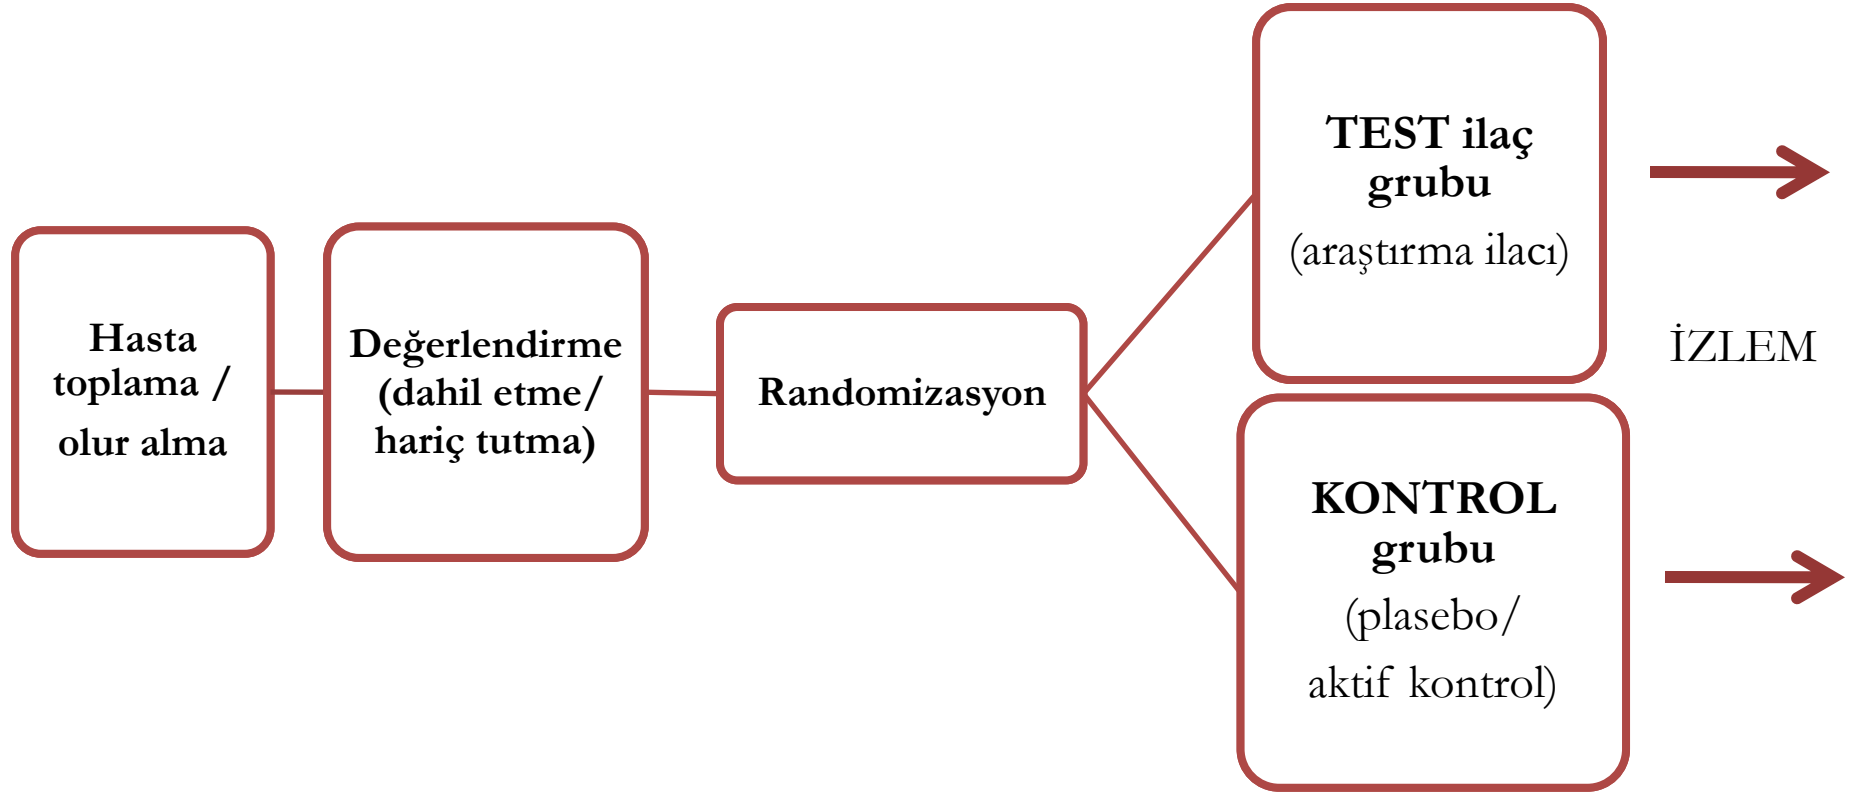 Hasta
toplama /
olur alma
Değerlendirme
(dahil etme/
hariç tutma)
Randomizasyon
TEST ilaç
grubu
(araştırma ilacı)
İZLEM
KONTROL
grubu
(plasebo/
aktif kontrol)